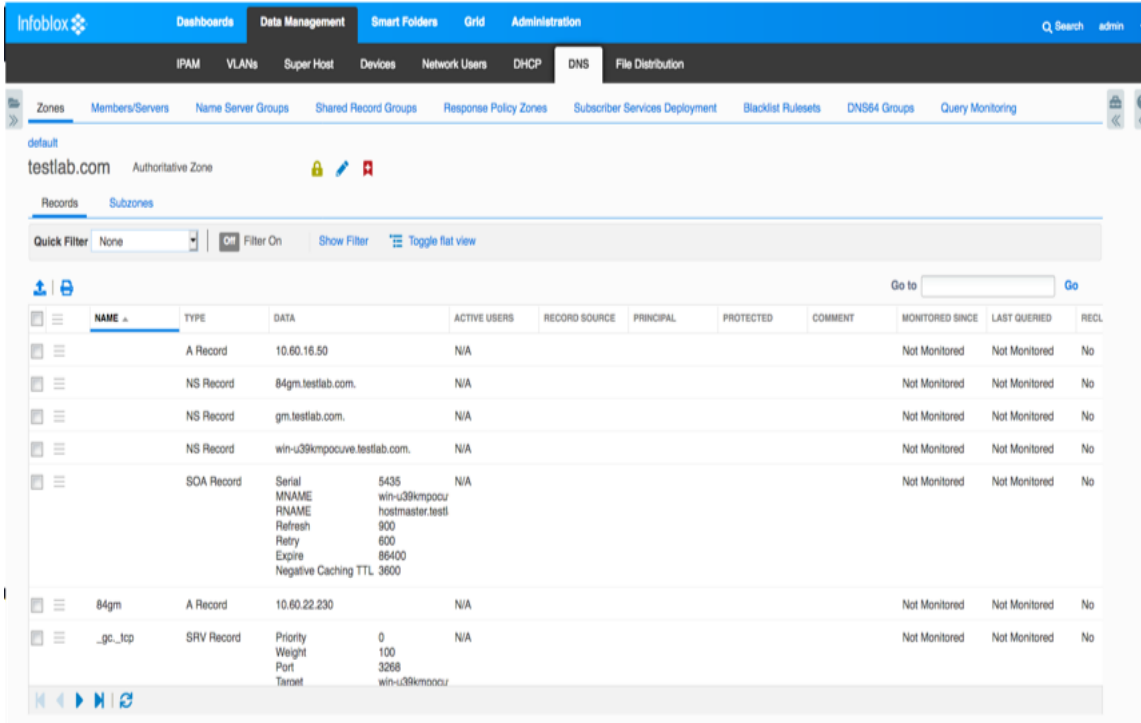 Infoblox Dashboards Data Management Smart Folders Grid Administration Search admin
IPAM VLANs Super Host Devices Network Users DHCP DNS File Distribution
Zones Members/Servers Name Server Groups Shared Record Groups Response Policy Zones Subscriber Services Deployment Blacklist Rulesets DNS64 Groups Query Monitoring
default
testlab.com Authoritative Zone
Records Subzones
Quick Filter None Off Filter On Show Filter Toggle flat view
Go to Go
NAME TYPE DATA ACTIVE USERS RECORD SOURCE PRINCIPAL PROTECTED COMMENT MONITORED SINCE LAST QUERIED RECL
A Record 10.60.16.50 N/A Not Monitored Not Monitored No
NS Record 84gm.testlab.com. N/A Not Monitored Not Monitored No
NS Record gm.testlab.com. N/A Not Monitored Not Monitored No
NS Record win-u39kmpocuve.testlab.com. N/A Not Monitored Not Monitored No
SOA Record Serial 5435 N/A Not Monitored Not Monitored No
MNAME win-u39kmpocu
RNAME hostmaster.testl
Refresh 900
Retry 600
Expire 86400
Negative Caching TTL 3600
84gm A Record 10.60.22.230 N/A Not Monitored Not Monitored No
_gc._tcp SRV Record Priority 0 N/A Not Monitored Not Monitored No
Weight 100
Port 3268
Target win-u39kmpocu